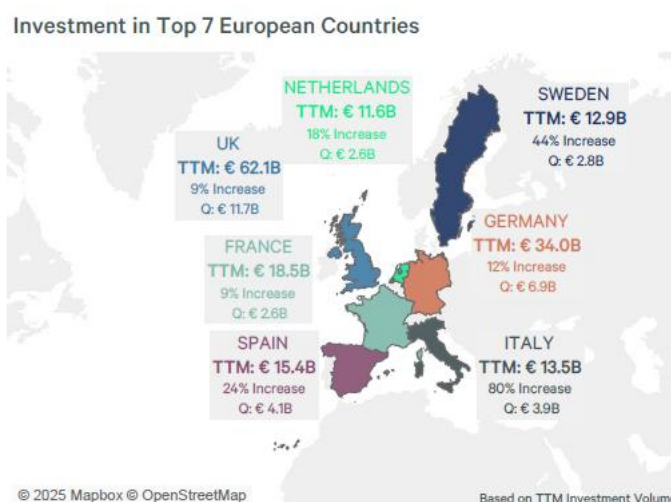 Investment in Top 7 European Countries
NETHERLANDS
TTM: € 11.6B
18% Increase
Q: € 2.6B
SWEDEN
TTM: € 12.9B
44% Increase
Q: € 2.8B
UK
TTM: € 62.1B
9% Increase
Q: € 11.7B
GERMANY
TTM: € 34.0B
12% Increase
Q: € 6.9B
FRANCE
TTM: € 18.5B
9% Increase
Q: € 2.6B
SPAIN
TTM: € 15.4B
24% Increase
Q: € 4.1B
ITALY
TTM: € 13.5B
80% Increase
Q: € 3.9B
© 2025 Mapbox © OpenStreetMap
Based on TTM Investment Volume